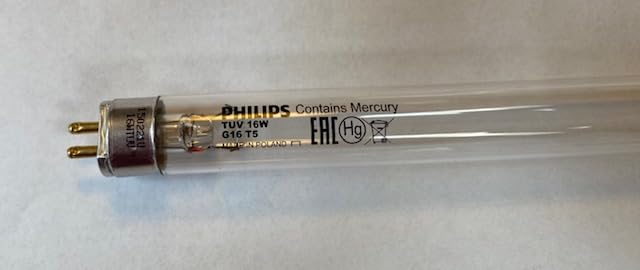 PHILIPS Contains Mercury
TUV 16W
G16 T5
MADE IN POLAND
EAC Hg